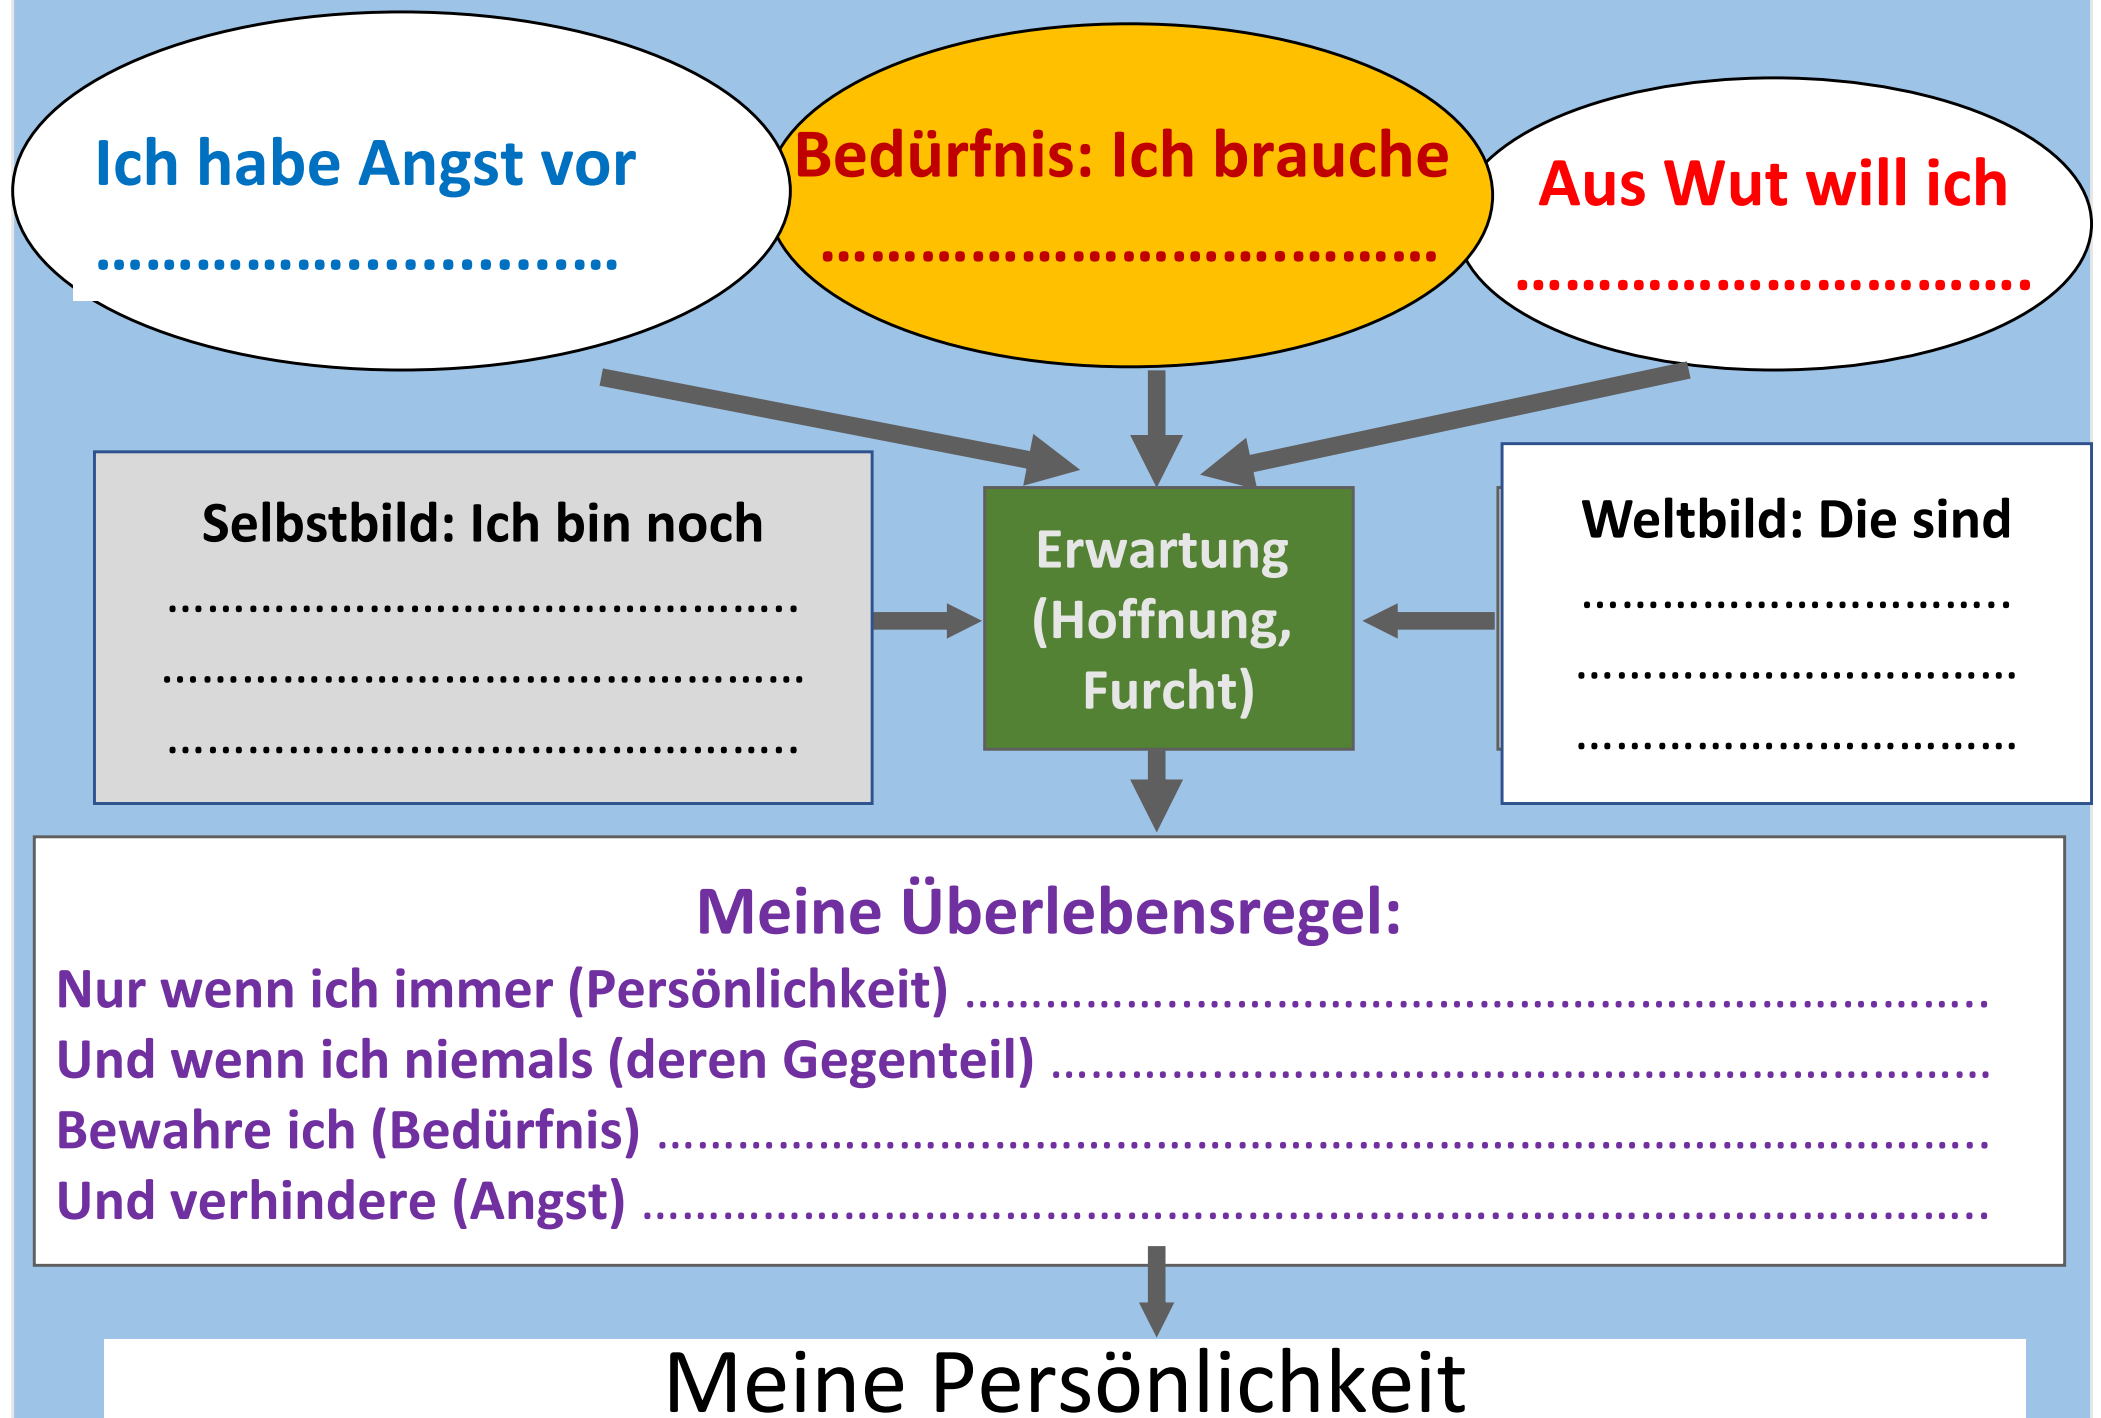 Ich habe Angst vor
……………………………
Bedürfnis: Ich brauche
…………………………………
Aus Wut will ich
……………………………
Selbstbild: Ich bin noch
…………………………………………
…………………………………………
…………………………………………
Erwartung
(Hoffnung,
Furcht)
Weltbild: Die sind
……………………………
……………………………
……………………………
Meine Überlebensregel:
Nur wenn ich immer (Persönlichkeit) ……………………………………………………………………
Und wenn ich niemals (deren Gegenteil) ………………………………………………………………
Bewahre ich (Bedürfnis) …………………………………………………………………………………………
Und verhindere (Angst) …………………………………………………………………………………………
Meine Persönlichkeit